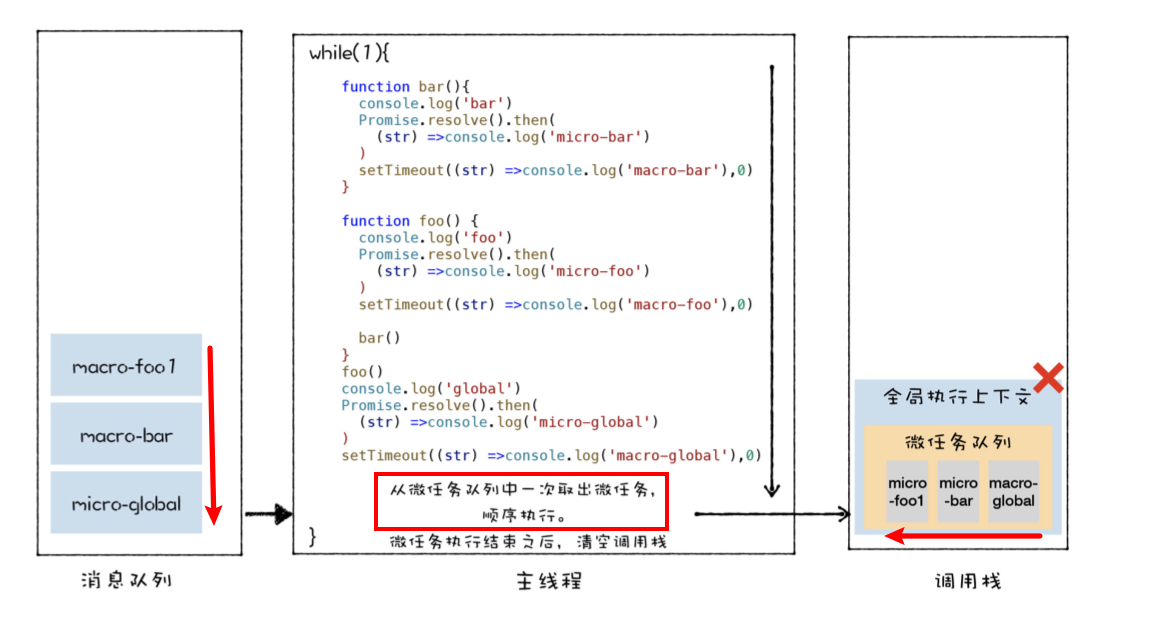 while(1){
function bar(){
console.log('bar')
Promise.resolve().then(
(str) =>console.log('micro-bar')
)
setTimeout((str) =>console.log('macro-bar'),0)
}
function foo() {
console.log('foo')
Promise.resolve().then(
(str) =>console.log('micro-foo')
)
setTimeout((str) =>console.log('macro-foo'),0)
bar()
}
foo()
console.log('global')
Promise.resolve().then(
(str) =>console.log('micro-global')
)
setTimeout((str) =>console.log('macro-global'),0)
从微任务队列中一次取出微任务，
顺序执行。
微任务执行结束之后，清空调用栈
}
macro-foo1
macro-bar
micro-global
全局执行上下文
微任务队列
micro
-foo1
micro
-bar
macro-
global
消息队列
主线程
调用栈